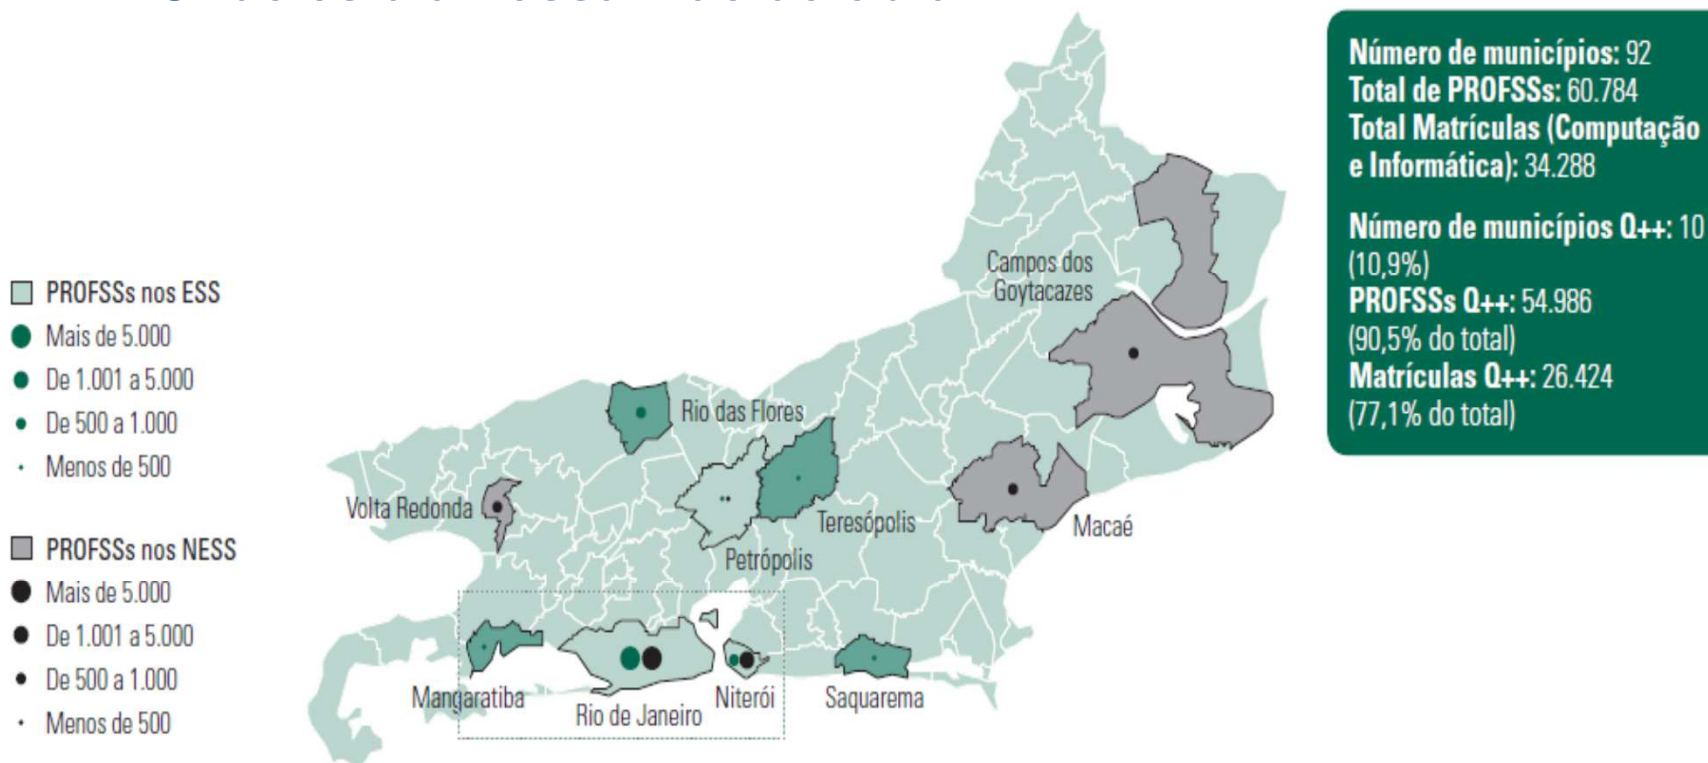 PROFSSs nos ESS
Mais de 5.000
De 1.001 a 5.000
De 500 a 1.000
Menos de 500
PROFSSs nos NESS
Mais de 5.000
De 1.001 a 5.000
De 500 a 1.000
Menos de 500
Campos dos
Goytacazes
Rio das Flores
Volta Redonda
Teresópolis
Petrópolis
Macaé
Mangaratiba
Rio de Janeiro
Niterói
Saquarema
Número de municípios: 92
Total de PROFSSs: 60.784
Total Matrículas (Computação
e Informática): 34.288
Número de municípios Q++: 10
(10,9%)
PROFSSs Q++: 54.986
(90,5% do total)
Matrículas Q++: 26.424
(77,1% do total)